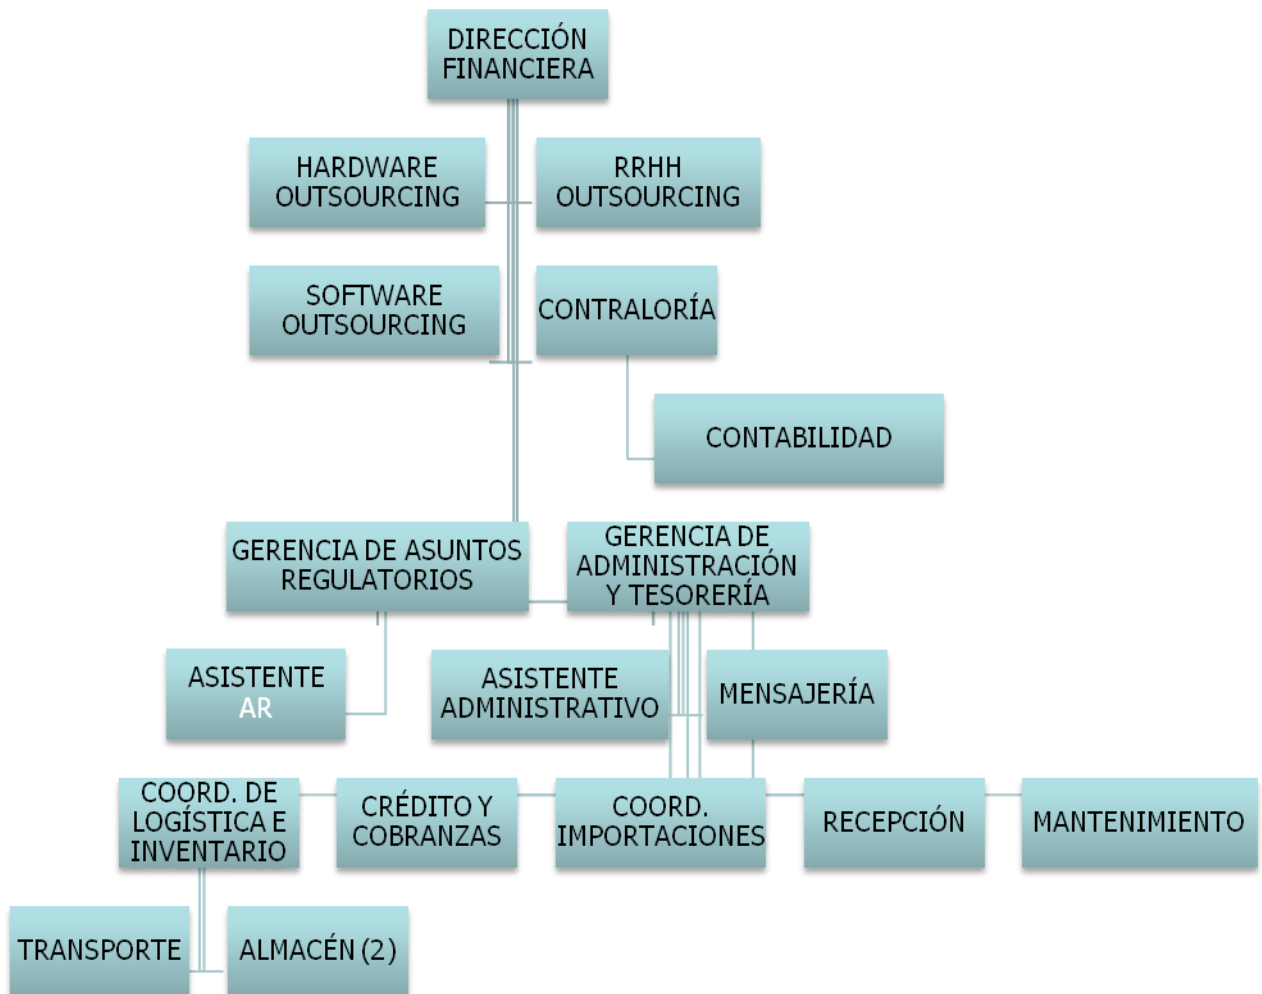 DIRECCIÓN
FINANCIERA
HARDWARE
OUTSOURCING
RRHH
OUTSOURCING
SOFTWARE
OUTSOURCING
CONTRALORÍA
CONTABILIDAD
GERENCIA DE ASUNTOS
REGULATORIOS
GERENCIA DE
ADMINISTRACIÓN
Y TESORERÍA
ASISTENTE
AR
ASISTENTE
ADMINISTRATIVO
MENSAJERÍA
COORD. DE
LOGÍSTICA E
INVENTARIO
CRÉDITO Y
COBRANZAS
COORD.
IMPORTACIONES
RECEPCIÓN
MANTENIMIENTO
TRANSPORTE
ALMACÉN (2)